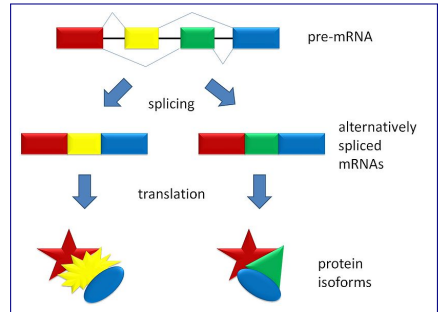 pre-mRNA
splicing
alternatively
spliced
mRNAs
translation
protein
isoforms